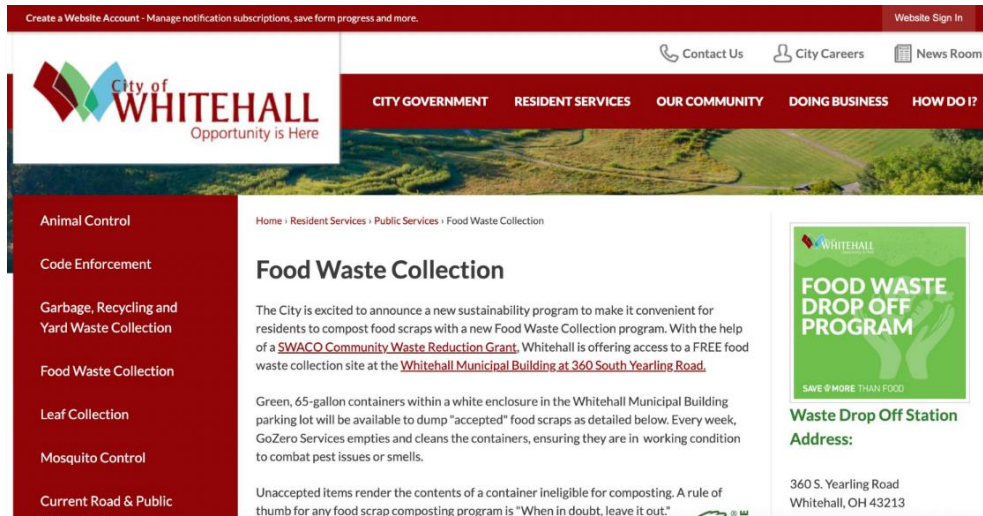 Create a Website Account - Manage notification subscriptions, save form progress and more.
Website Sign In
Contact Us
City Careers
News Room
City of
WHITEHALL
Opportunity is Here
CITY GOVERNMENT
RESIDENT SERVICES
OUR COMMUNITY
DOING BUSINESS
HOW DO I?
Animal Control
Code Enforcement
Garbage, Recycling and
Yard Waste Collection
Food Waste Collection
Leaf Collection
Mosquito Control
Current Road & Public
Home › Resident Services › Public Services › Food Waste Collection
Food Waste Collection
The City is excited to announce a new sustainability program to make it convenient for
residents to compost food scraps with a new Food Waste Collection program. With the help
of a SWACO Community Waste Reduction Grant, Whitehall is offering access to a FREE food
waste collection site at the Whitehall Municipal Building at 360 South Yearling Road.
Green, 65-gallon containers within a white enclosure in the Whitehall Municipal Building
parking lot will be available to dump "accepted" food scraps as detailed below. Every week,
GoZero Services empties and cleans the containers, ensuring they are in working condition
to combat pest issues or smells.
Unaccepted items render the contents of a container ineligible for composting. A rule of
thumb for any food scrap composting program is "When in doubt, leave it out."
WHITEHALL
FOOD WASTE
DROP OFF
PROGRAM
SAVE MORE THAN FOOD
Waste Drop Off Station
Address:
360 S. Yearling Road
Whitehall, OH 43213